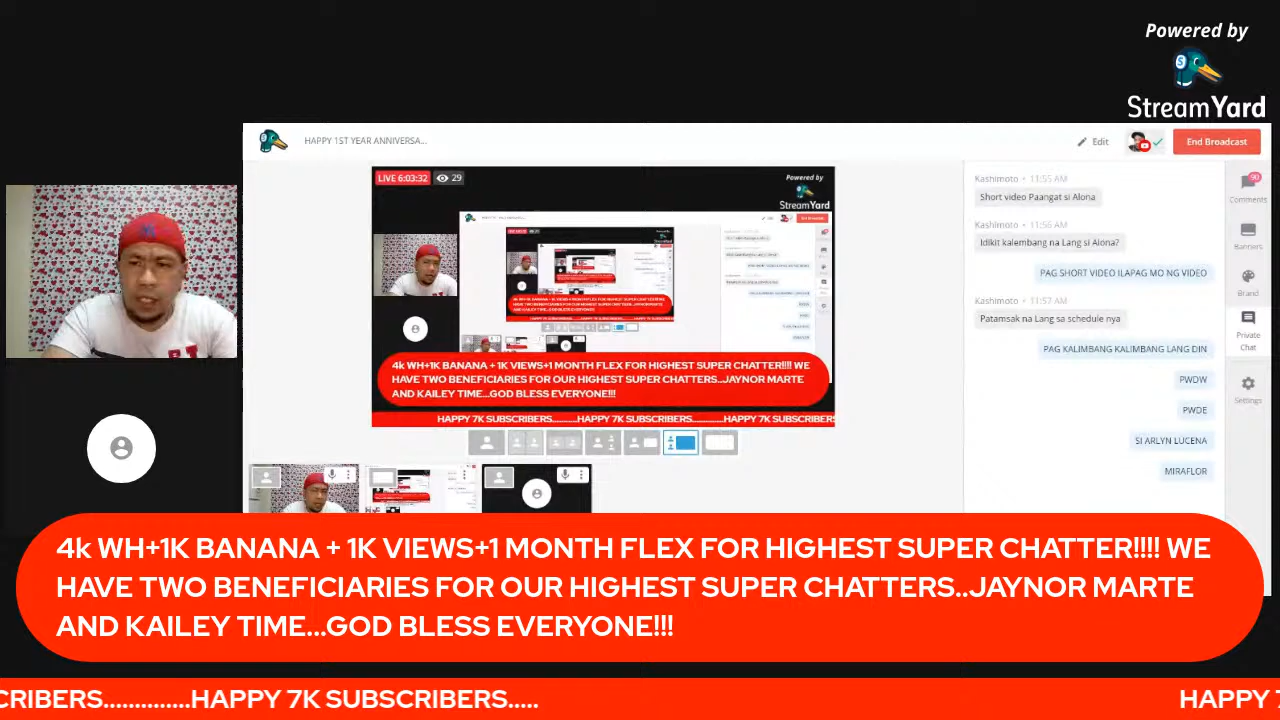 Powered by
StreamYard
HAPPY 1ST YEAR ANNIVERSA...
Edit
End Broadcast
LIVE 6:03:32
29
Powered by
StreamYard
4k WH+1K BANANA + 1K VIEWS+1 MONTH FLEX FOR HIGHEST SUPER CHATTER!!!! WE
HAVE TWO BENEFICIARIES FOR OUR HIGHEST SUPER CHATTERS..JAYNOR MARTE
AND KAILEY TIME...GOD BLESS EVERYONE!!!
HAPPY 7K SUBSCRIBERS.............HAPPY 7K SUBSCRIBERS.............HAPPY 7K SUBSCRIBERS
Kashimoto • 11:55 AM
Short video Paangat si Alona
Kashimoto • 11:56 AM
Idikit kalembang na Lang si Alona?
PAG SHORT VIDEO ILAPAG MO NG VIDEO
Kashimoto • 11:57 AM
Patamsak na Lang sa schedule nya
PAG KALIMBANG KALIMBANG LANG DIN
PWDW
PWDE
SI ARLYN LUCENA
MIRAFLOR
90
Comments
Banners
Brand
Private
Chat
Settings
4k WH+1K BANANA + 1K VIEWS+1 MONTH FLEX FOR HIGHEST SUPER CHATTER!!!! WE
HAVE TWO BENEFICIARIES FOR OUR HIGHEST SUPER CHATTERS..JAYNOR MARTE
AND KAILEY TIME...GOD BLESS EVERYONE!!!
CRIBERS.............HAPPY 7K SUBSCRIBERS..... HAPPY 7